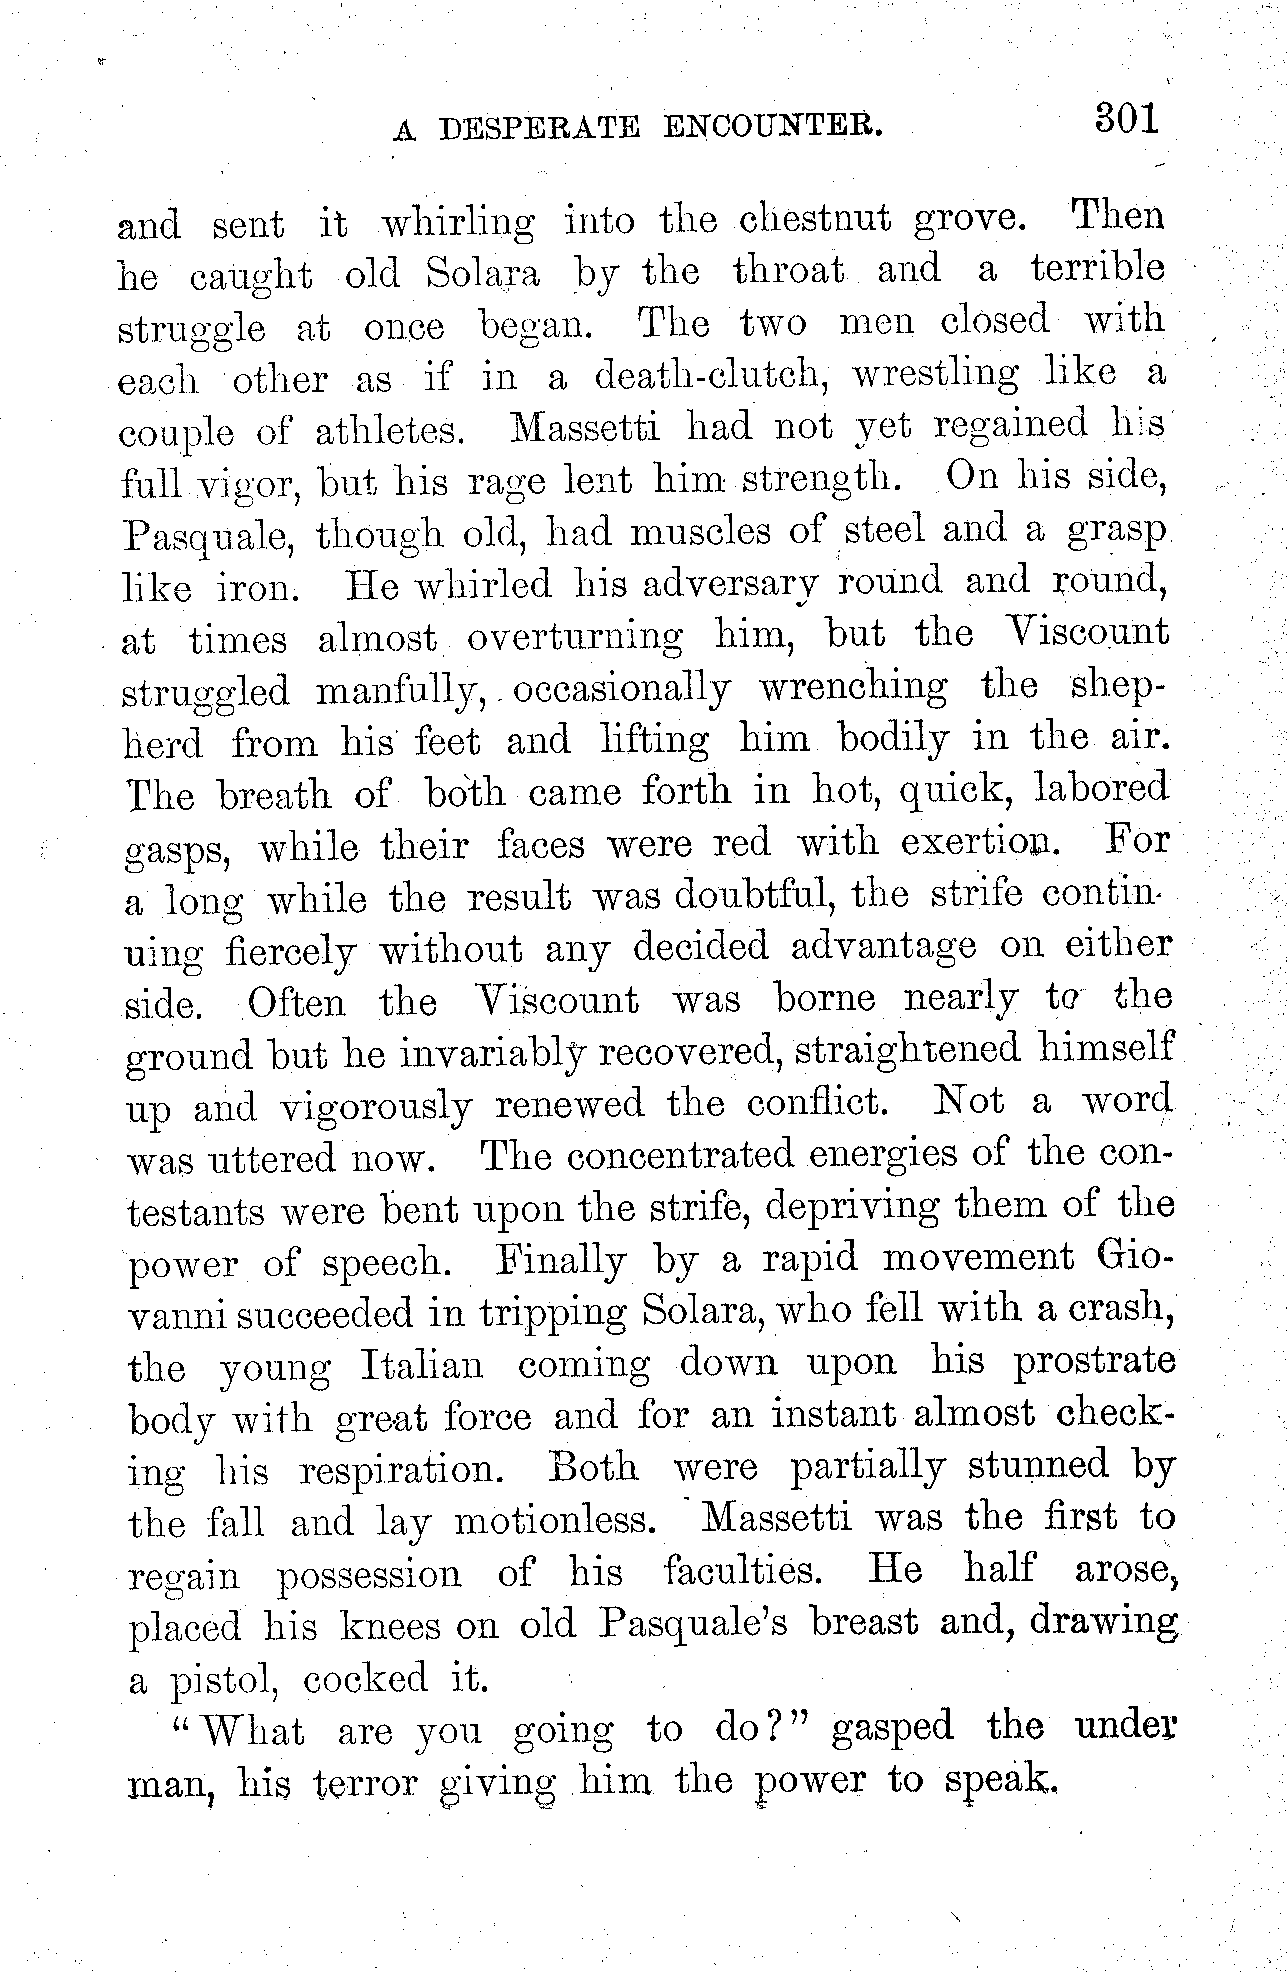 A DESPERATE ENCOUNTER. 301
and sent it whirling into the chestnut grove. Then
he caught old Solara by the throat and a terrible
struggle at once began. The two men closed with
each other as if in a death-clutch, wrestling like a
couple of athletes. Massetti had not yet regained his
full vigor, but his rage lent him strength. On his side,
Pasquale, though old, had muscles of steel and a grasp
like iron. He whirled his adversary round and round,
at times almost overturning him, but the Viscount
struggled manfully, occasionally wrenching the shep-
herd from his feet and lifting him bodily in the air.
The breath of both came forth in hot, quick, labored
gasps, while their faces were red with exertion. For
a long while the result was doubtful, the strife contin-
uing fiercely without any decided advantage on either
side. Often the Viscount was borne nearly to the
ground but he invariably recovered, straightened himself
up and vigorously renewed the conflict. Not a word
was uttered now. The concentrated energies of the con-
testants were bent upon the strife, depriving them of the
power of speech. Finally by a rapid movement Gio-
vanni succeeded in tripping Solara, who fell with a crash,
the young Italian coming down upon his prostrate
body with great force and for an instant almost check-
ing his respiration. Both were partially stunned by
the fall and lay motionless. Massetti was the first to
regain possession of his faculties. He half arose,
placed his knees on old Pasquale's breast and, drawing
a pistol, cocked it.
"What are you going to do?" gasped the under
man, his terror giving him the power to speak.